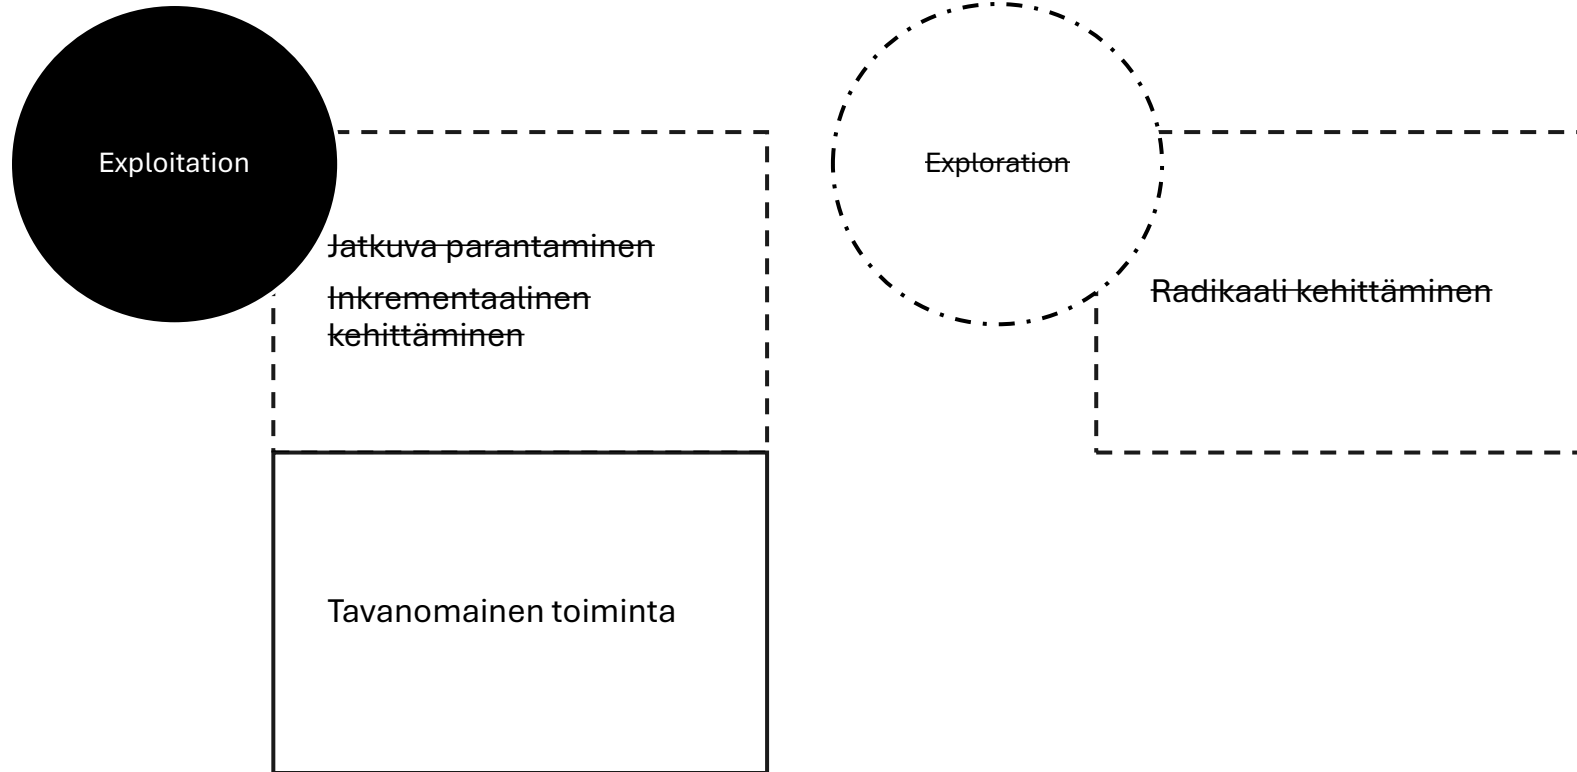 Exploitation
Exploration
Jatkuva parantaminen
Inkrementaalinen
kehittäminen
Radikaali kehittäminen
Tavanomainen toiminta